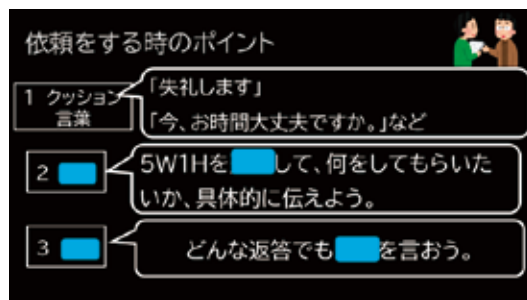 依頼をする時のポイント
1 クッション
言葉
「失礼します」
「今、お時間大丈夫ですか。」など
2
5W1Hを して、何をしてもらいた
いか、具体的に伝えよう。
3
どんな返答でも を言おう。